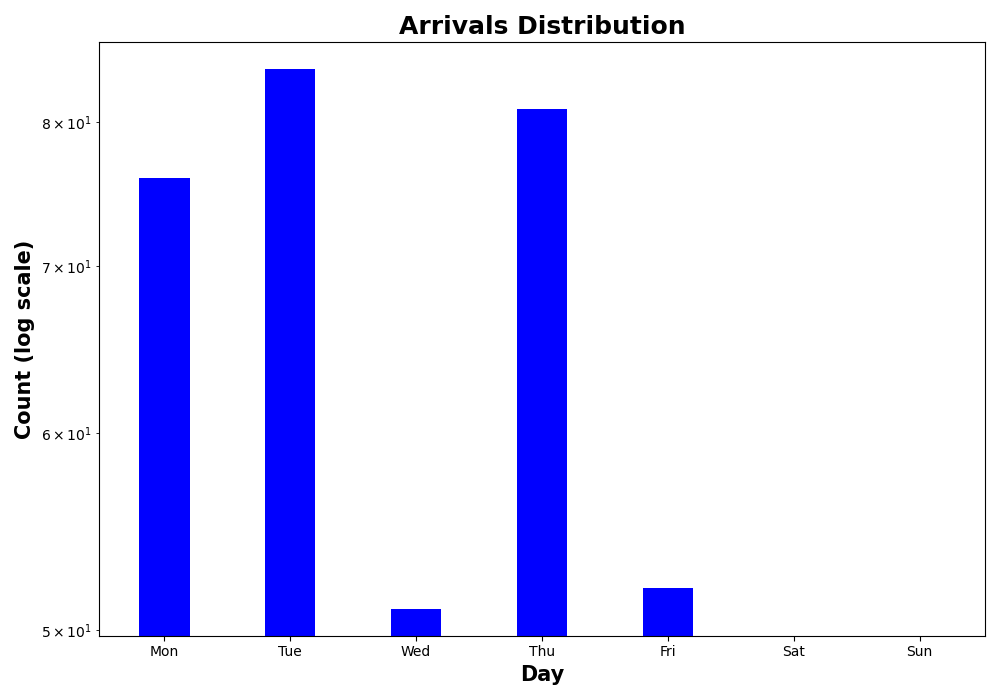 Arrivals Distribution
8 × 10¹
7 × 10¹
6 × 10¹
5 × 10¹
Count (log scale)
Mon Tue Wed Thu Fri Sat Sun
Day